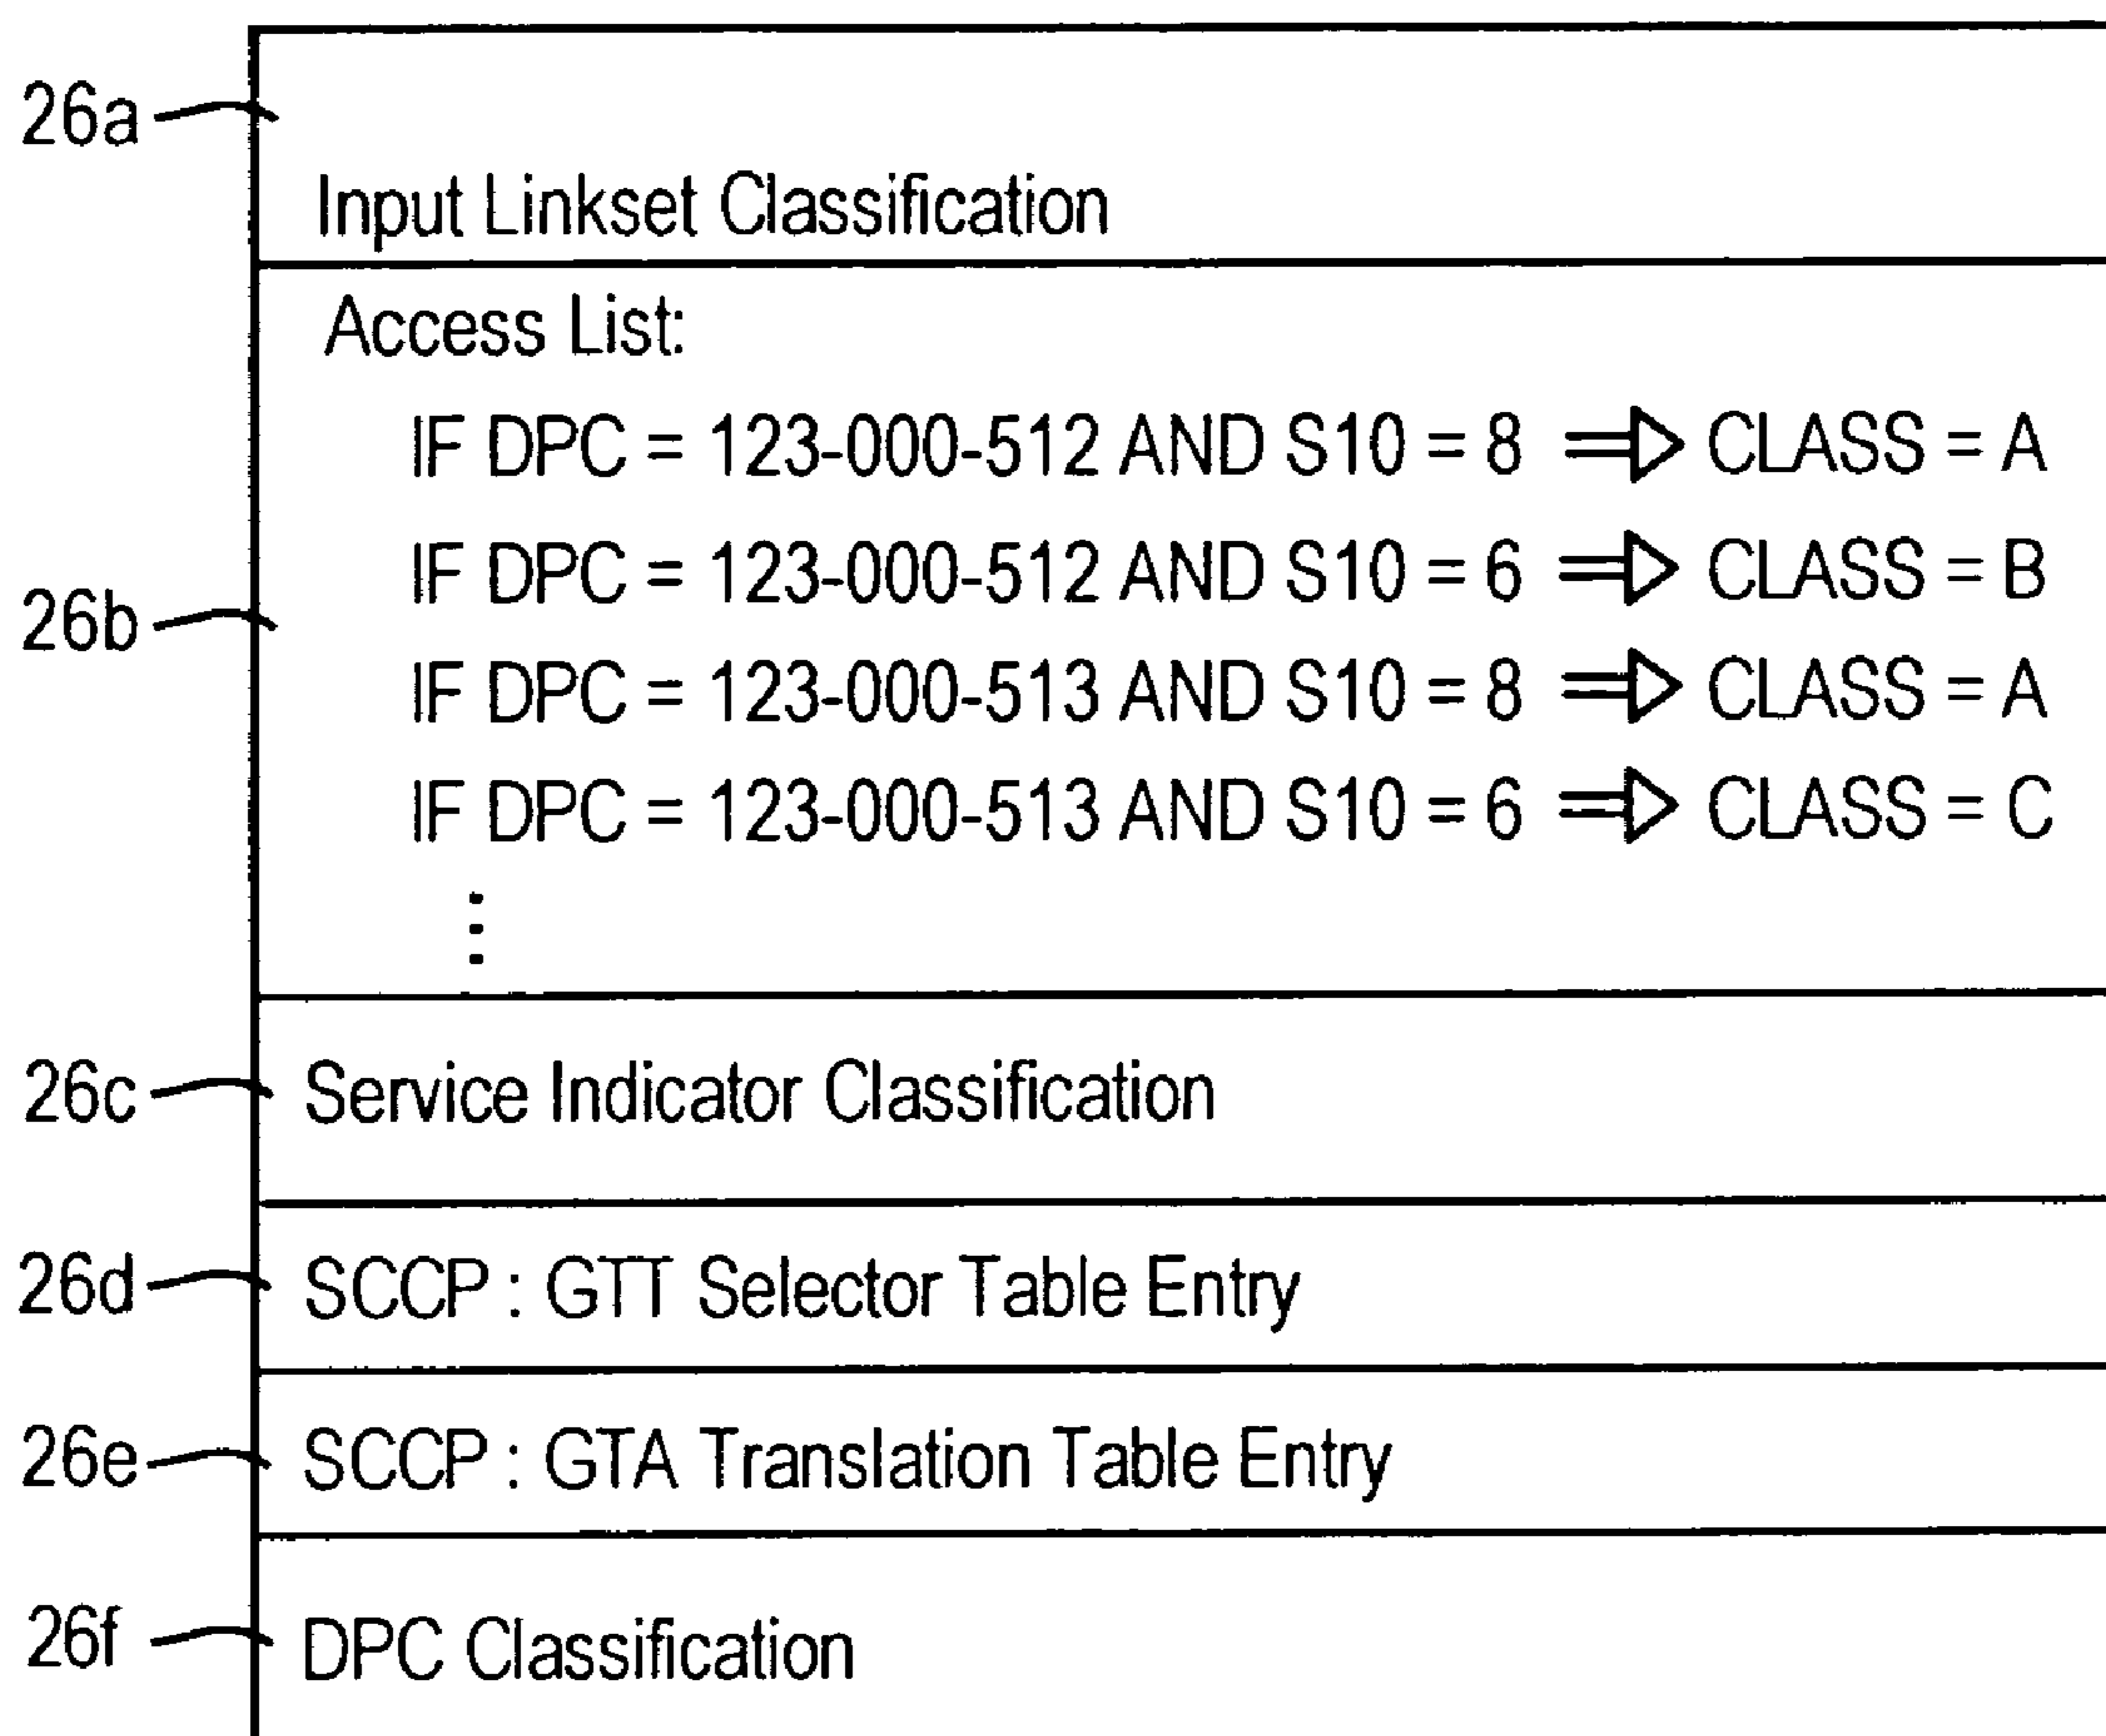 26a
Input Linkset Classification
Access List:
IF DPC = 123-000-512 AND S10 = 8 ⇒ CLASS = A
IF DPC = 123-000-512 AND S10 = 6 ⇒ CLASS = B
26b
IF DPC = 123-000-513 AND S10 = 8 ⇒ CLASS = A
IF DPC = 123-000-513 AND S10 = 6 ⇒ CLASS = C
⋮
26c Service Indicator Classification
26d SCCP : GTT Selector Table Entry
26e SCCP : GTA Translation Table Entry
26f DPC Classification